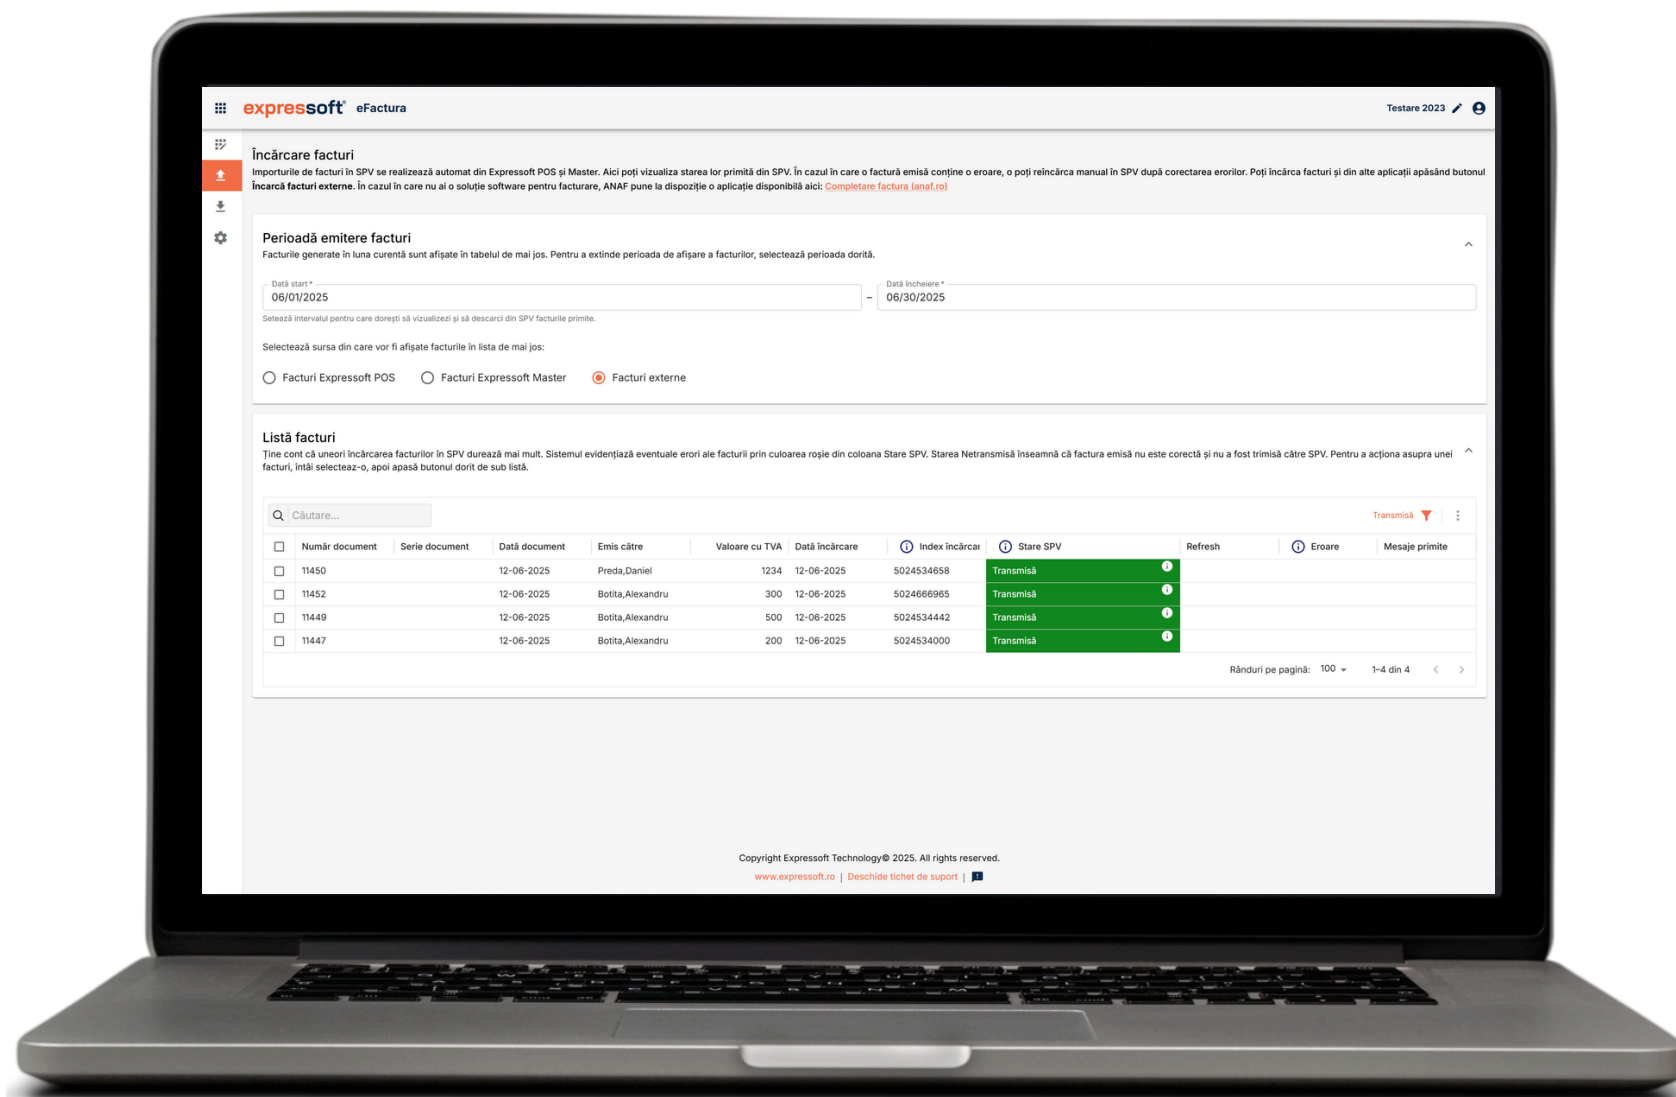 expressoft® eFactura
Testare 2023
Încărcare facturi
Importurile de facturi în SPV se realizează automat din Expressoft POS și Master. Aici poți vizualiza starea lor primită din SPV. În cazul în care o factură emisă conține o eroare, o poți reîncărca manual în SPV după corectarea erorilor. Poți încărca facturi și din alte aplicații apăsând butonul
Încarcă facturi externe. În cazul în care nu ai o soluție software pentru facturare, ANAF pune la dispoziție o aplicație disponibilă aici: Completare factura (anaf.ro)
Perioadă emitere facturi
Facturile generate în luna curentă sunt afișate în tabelul de mai jos. Pentru a extinde perioada de afișare a facturilor, selectează perioada dorită.
Dată start *
06/01/2025
–
Dată încheiere *
06/30/2025
Setează intervalul pentru care dorești să vizualizezi și să descarci din SPV facturile primite.
Selectează sursa din care vor fi afișate facturile în lista de mai jos:
Facturi Expressoft POS Facturi Expressoft Master Facturi externe
Listă facturi
Ține cont că uneori încărcarea facturilor în SPV durează mai mult. Sistemul evidențiază eventuale erori ale facturii prin culoarea roșie din coloana Stare SPV. Starea Netransmisă înseamnă că factura emisă nu este corectă și nu a fost trimisă către SPV. Pentru a acționa asupra unei
facturi, întâi selecteaz-o, apoi apasă butonul dorit de sub listă.
Căutare...
Transmisă
Număr document Serie document Dată document Emis către Valoare cu TVA Dată încărcare Index încărcar Stare SPV Refresh Eroare Mesaje primite
11450 12-06-2025 Preda,Daniel 1234 12-06-2025 5024534658 Transmisă
11452 12-06-2025 Botita,Alexandru 300 12-06-2025 5024666965 Transmisă
11449 12-06-2025 Botita,Alexandru 500 12-06-2025 5024534442 Transmisă
11447 12-06-2025 Botita,Alexandru 200 12-06-2025 5024534000 Transmisă
Rânduri pe pagină: 100 1–4 din 4
Copyright Expressoft Technology© 2025. All rights reserved.
www.expressoft.ro | Deschide tichet de suport |